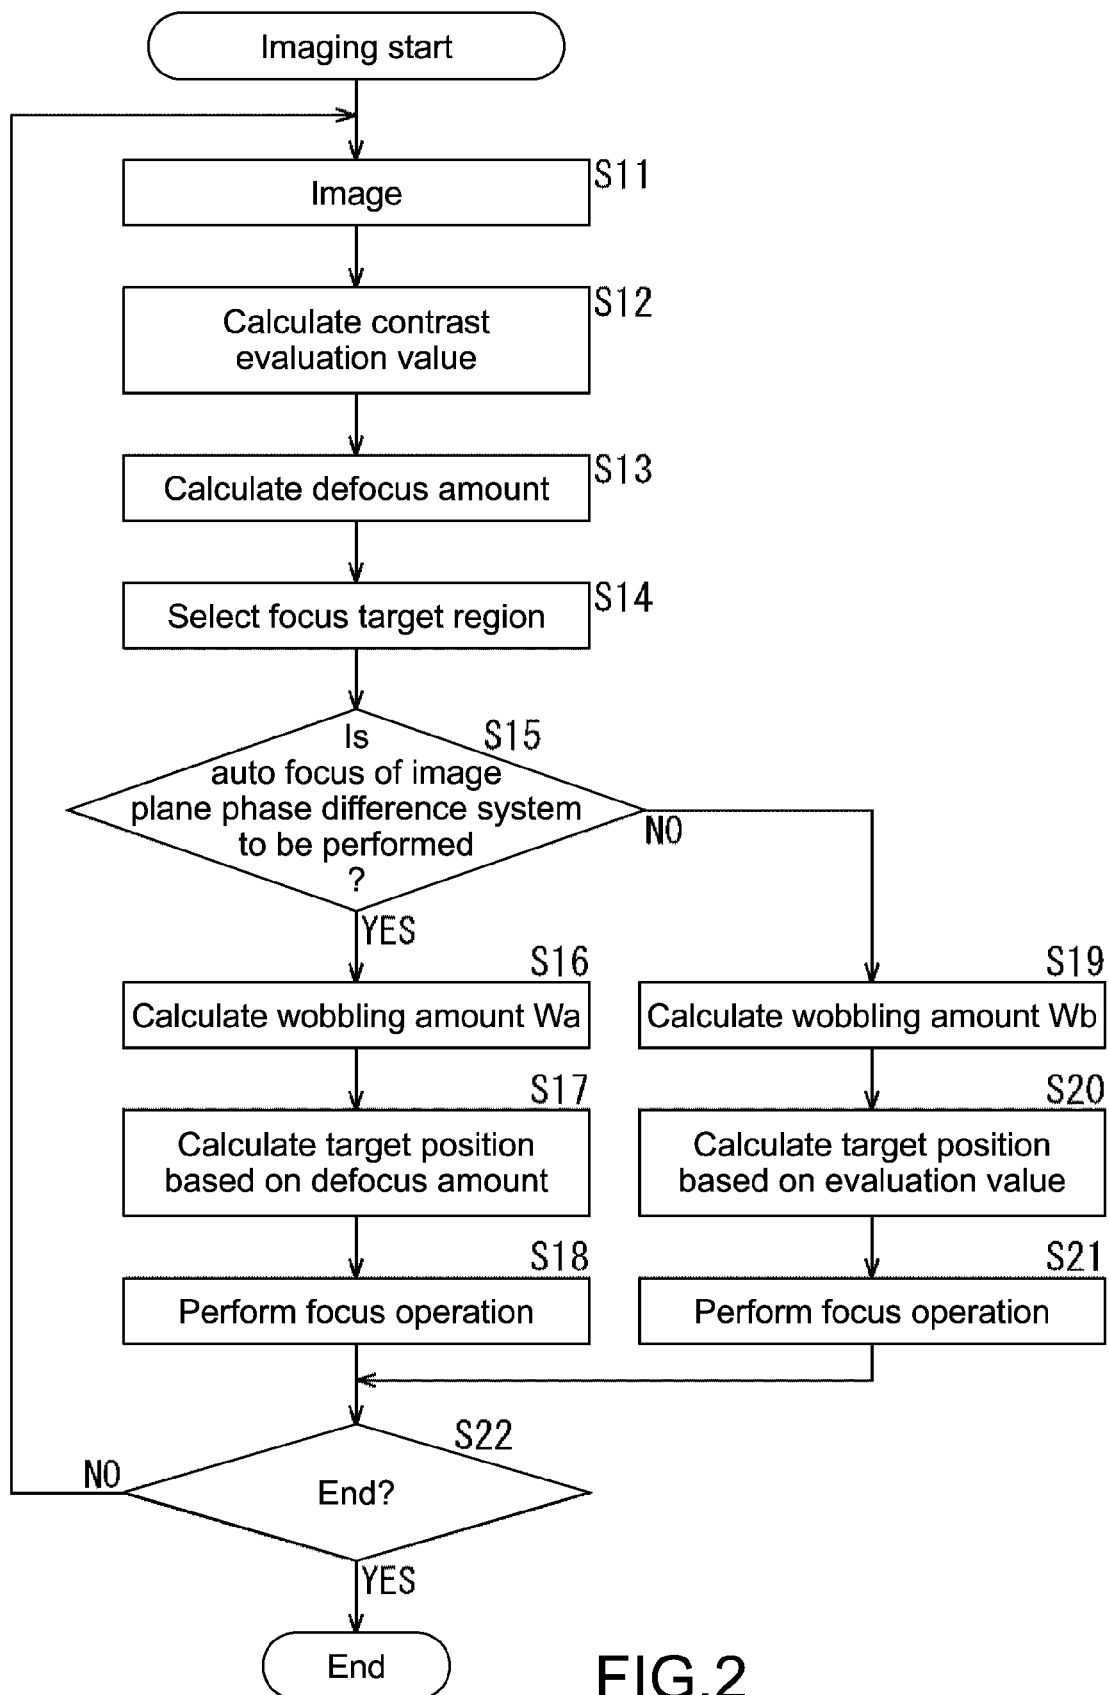 Imaging start
Image
S11
Calculate contrast
evaluation value
S12
Calculate defocus amount
S13
Select focus target region
S14
S15
Is
auto focus of image
plane phase difference system
to be performed
?
NO
YES
S16
Calculate wobbling amount Wa
S19
Calculate wobbling amount Wb
S17
Calculate target position
based on defocus amount
S20
Calculate target position
based on evaluation value
S18
Perform focus operation
S21
Perform focus operation
S22
End?
NO
YES
End
FIG.2